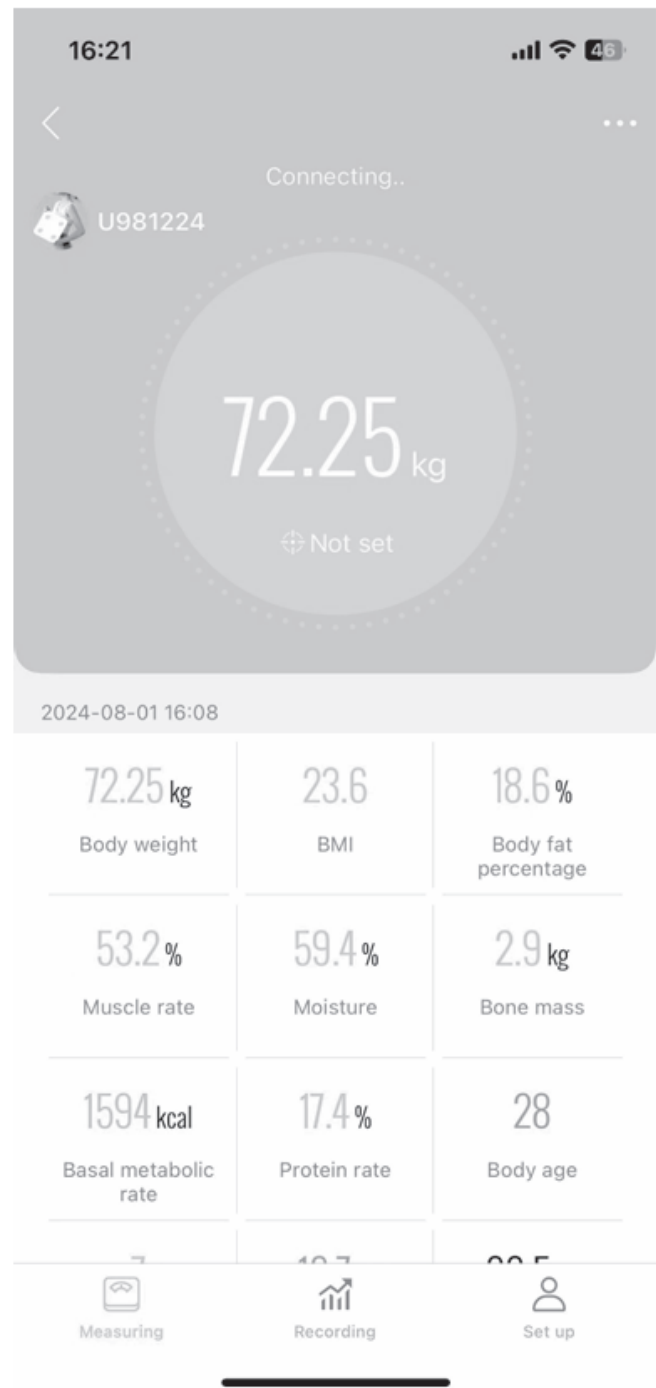 16:21
46
Connecting..
U981224
72.25 kg
Not set
2024-08-01 16:08
72.25 kg 23.6 18.6 %
Body weight BMI Body fat
percentage
53.2 % 59.4 % 2.9 kg
Muscle rate Moisture Bone mass
1594 kcal 17.4 % 28
Basal metabolic Protein rate Body age
rate
Measuring Recording Set up